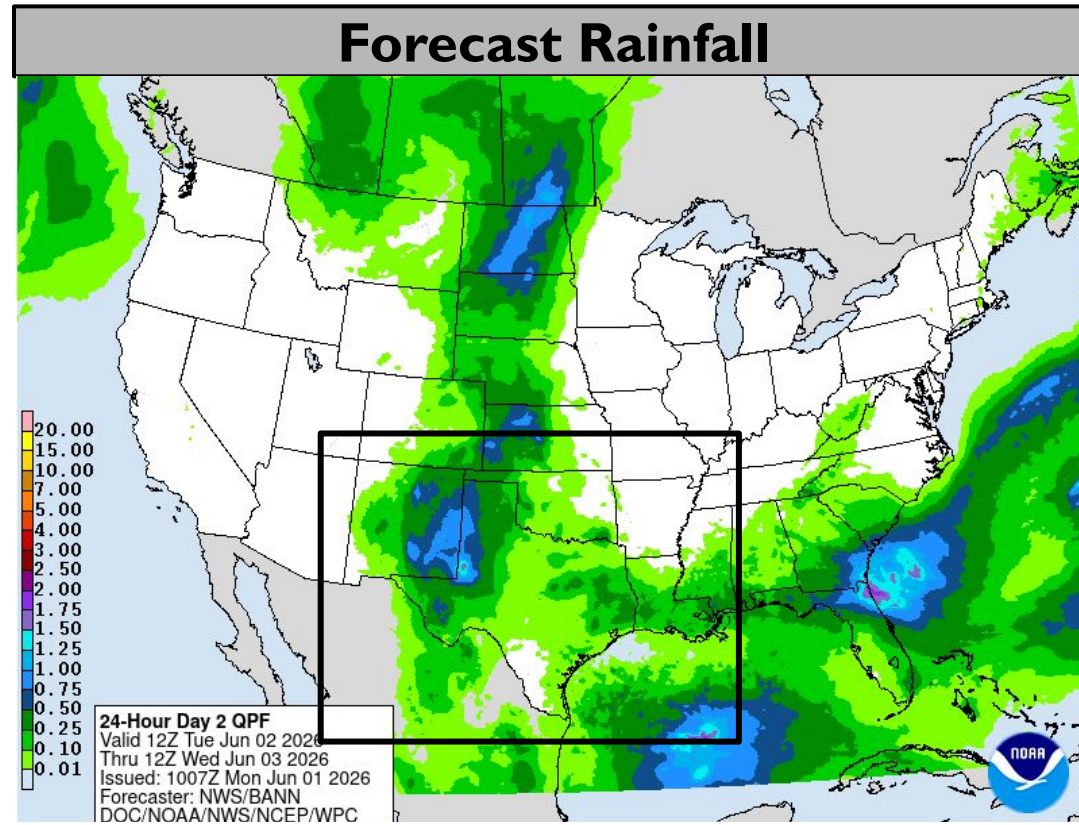 Forecast Rainfall
20.00
15.00
10.00
7.00
5.00
4.00
3.00
2.50
2.00
1.75
1.50
1.25
1.00
0.75
0.50
0.25
0.10
0.01
24-Hour Day 2 QPF
Valid 12Z Tue Jun 02 2026
Thru 12Z Wed Jun 03 2026
Issued: 1007Z Mon Jun 01 2026
Forecaster: NWS/BANN
DOC/NOAA/NWS/NCEP/WPC
NOAA